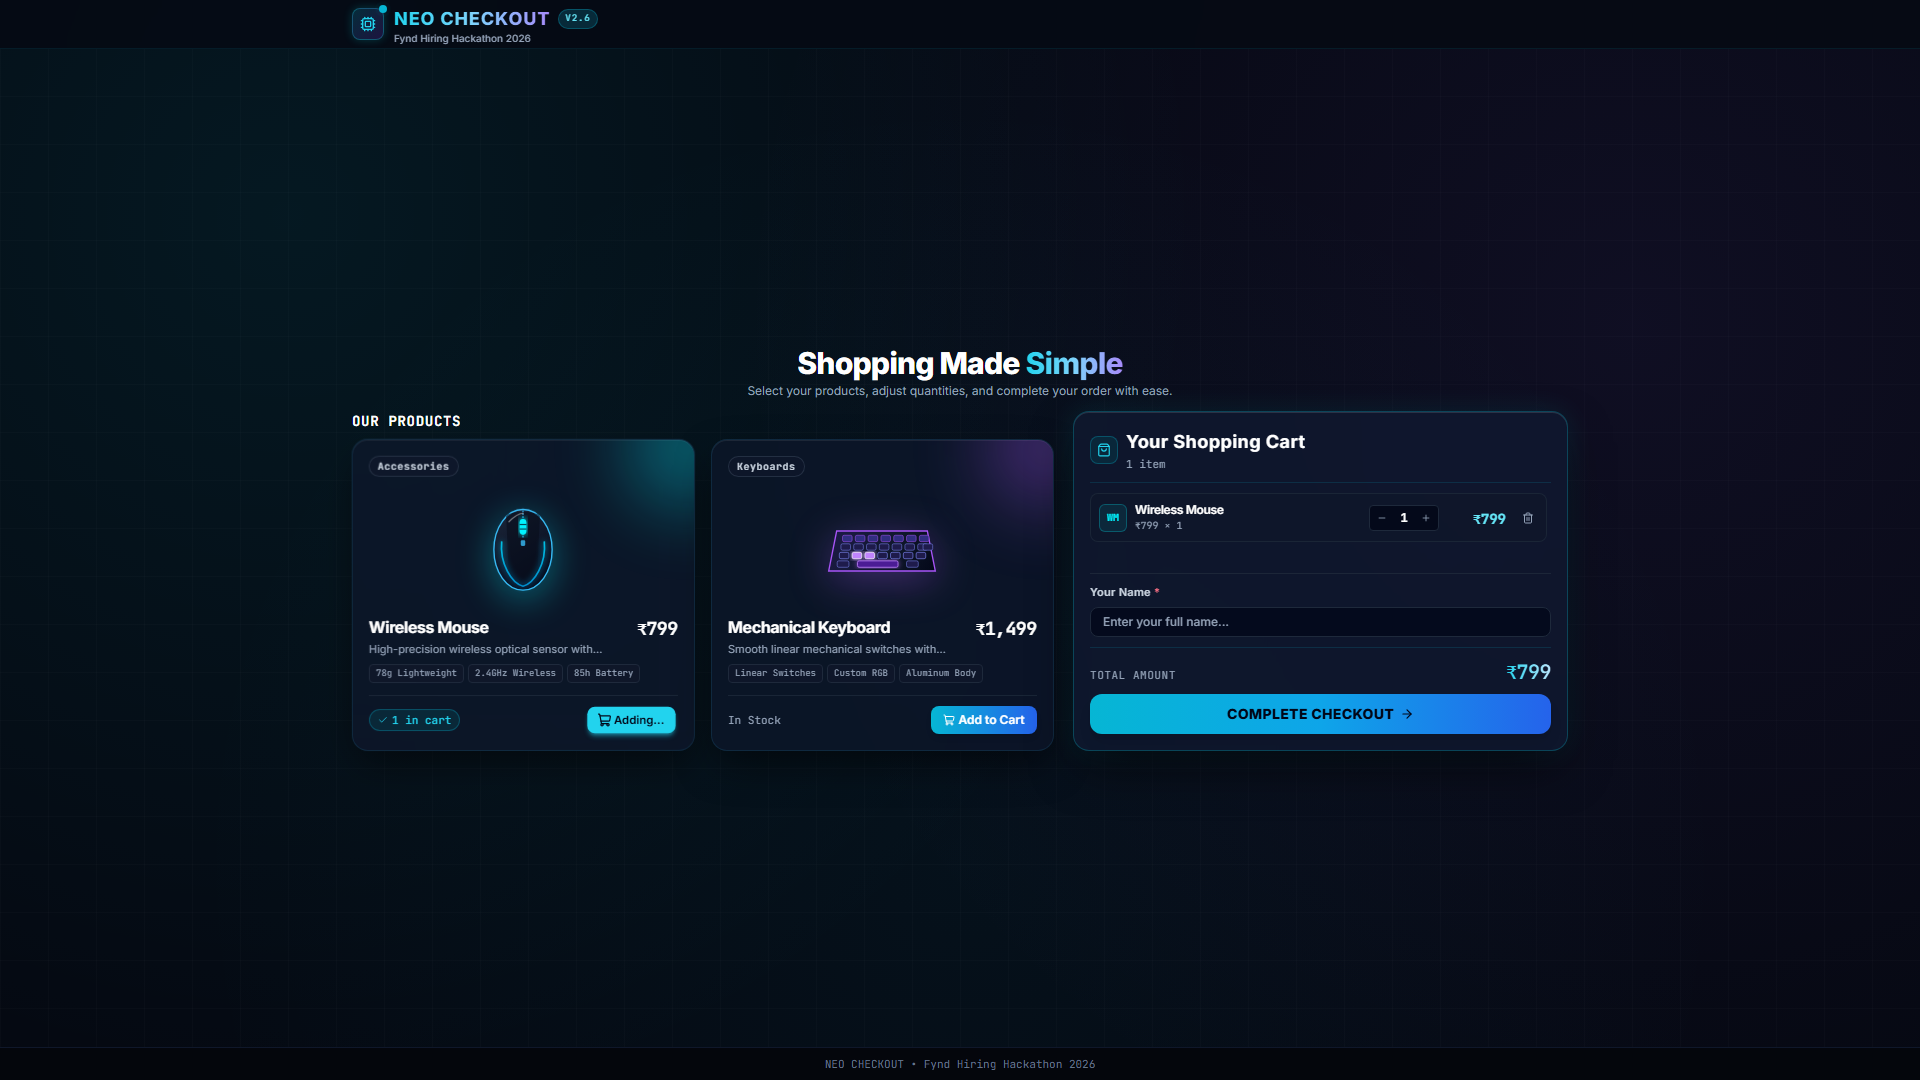 NEO CHECKOUT V2.6
Fynd Hiring Hackathon 2026
Shopping Made Simple
Select your products, adjust quantities, and complete your order with ease.
OUR PRODUCTS
Accessories
Wireless Mouse ₹799
High-precision wireless optical sensor with...
78g Lightweight 2.4GHz Wireless 85h Battery
1 in cart Adding...
Keyboards
Mechanical Keyboard ₹1,499
Smooth linear mechanical switches with...
Linear Switches Custom RGB Aluminum Body
In Stock Add to Cart
Your Shopping Cart
1 item
WM
Wireless Mouse
₹799 × 1
− 1 +
₹799
Your Name *
Enter your full name...
TOTAL AMOUNT ₹799
COMPLETE CHECKOUT →
NEO CHECKOUT • Fynd Hiring Hackathon 2026